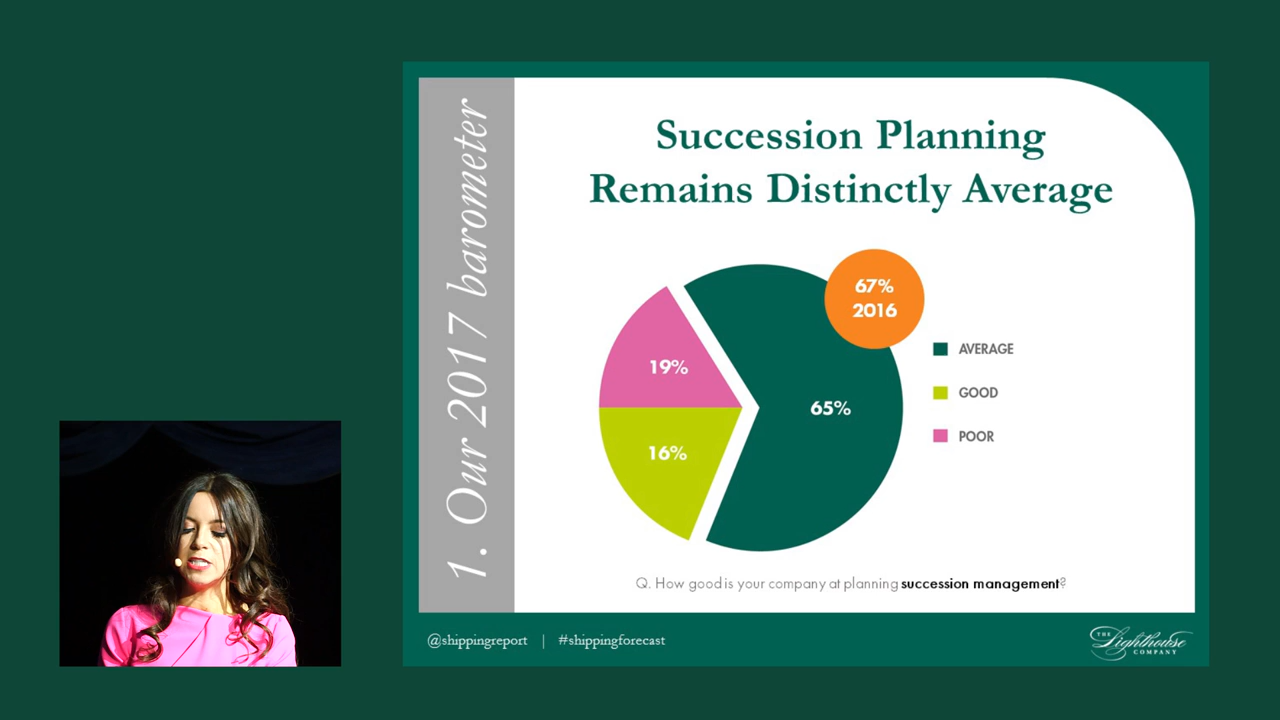 1. Our 2017 barometer
Succession Planning
Remains Distinctly Average
67%
2016
19%
65%
16%
AVERAGE
GOOD
POOR
Q. How good is your company at planning succession management?
@shippingreport | #shippingforecast
THE
Lighthouse
COMPANY